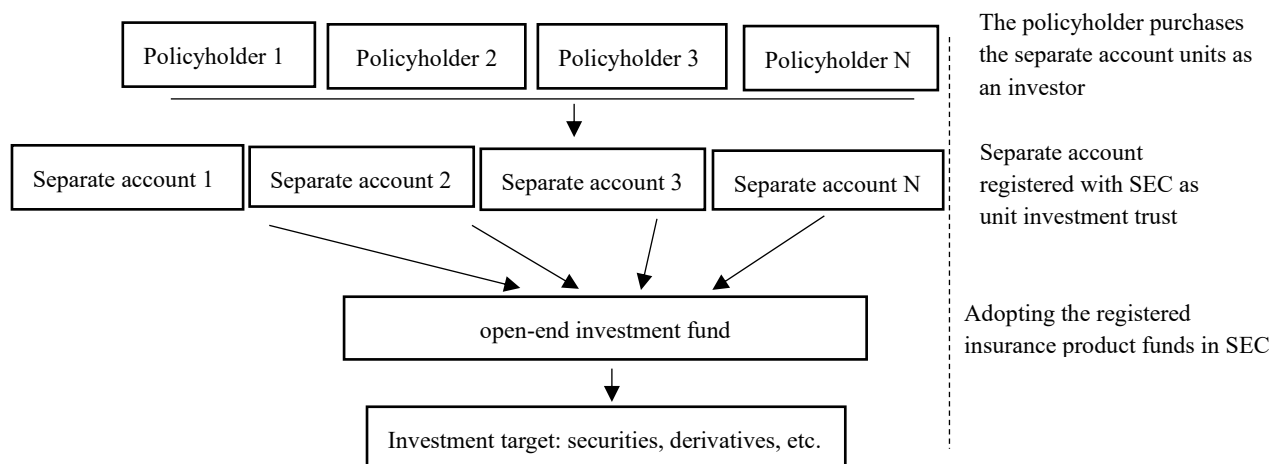 Policyholder 1
Policyholder 2
Policyholder 3
Policyholder N
The policyholder purchases
the separate account units as
an investor
Separate account 1
Separate account 2
Separate account 3
Separate account N
Separate account
registered with SEC as
unit investment trust
open-end investment fund
Adopting the registered
insurance product funds in SEC
Investment target: securities, derivatives, etc.